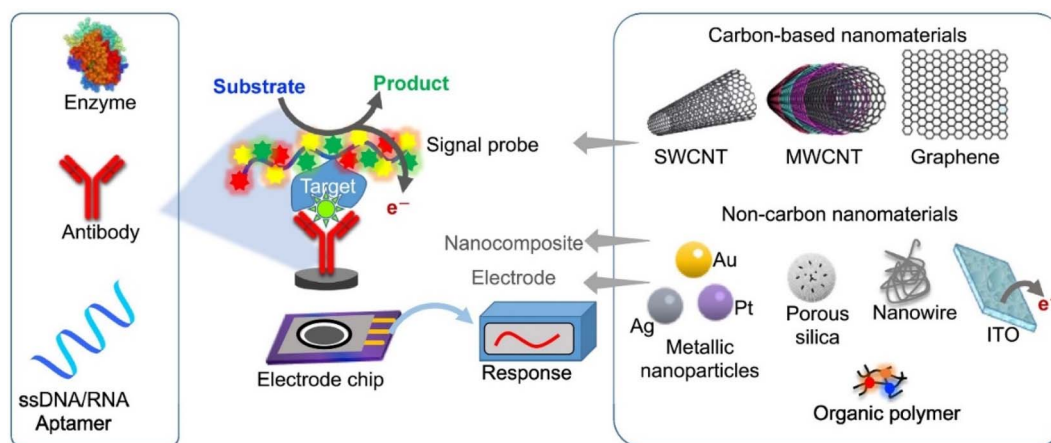 Enzyme
Antibody
ssDNA/RNA
Aptamer
Substrate
Product
Signal probe
Target
e−
Nanocomposite
Electrode
Electrode chip
Response
Carbon-based nanomaterials
SWCNT
MWCNT
Graphene
Non-carbon nanomaterials
Au
Ag
Pt
Metallic
nanoparticles
Porous
silica
Nanowire
ITO
e
Organic polymer